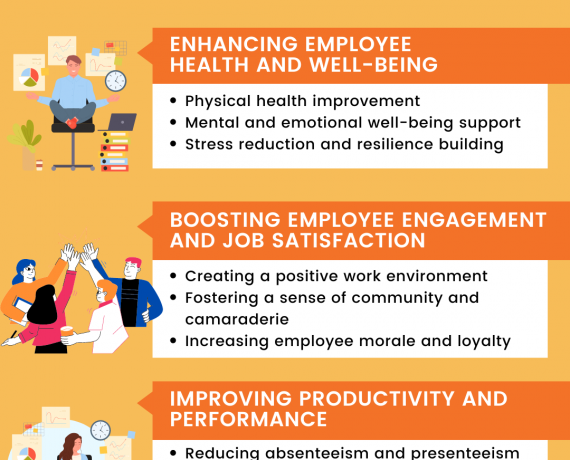 ENHANCING EMPLOYEE
HEALTH AND WELL-BEING
• Physical health improvement
• Mental and emotional well-being support
• Stress reduction and resilience building
BOOSTING EMPLOYEE ENGAGEMENT
AND JOB SATISFACTION
• Creating a positive work environment
• Fostering a sense of community and
camaraderie
• Increasing employee morale and loyalty
IMPROVING PRODUCTIVITY AND
PERFORMANCE
• Reducing absenteeism and presenteeism